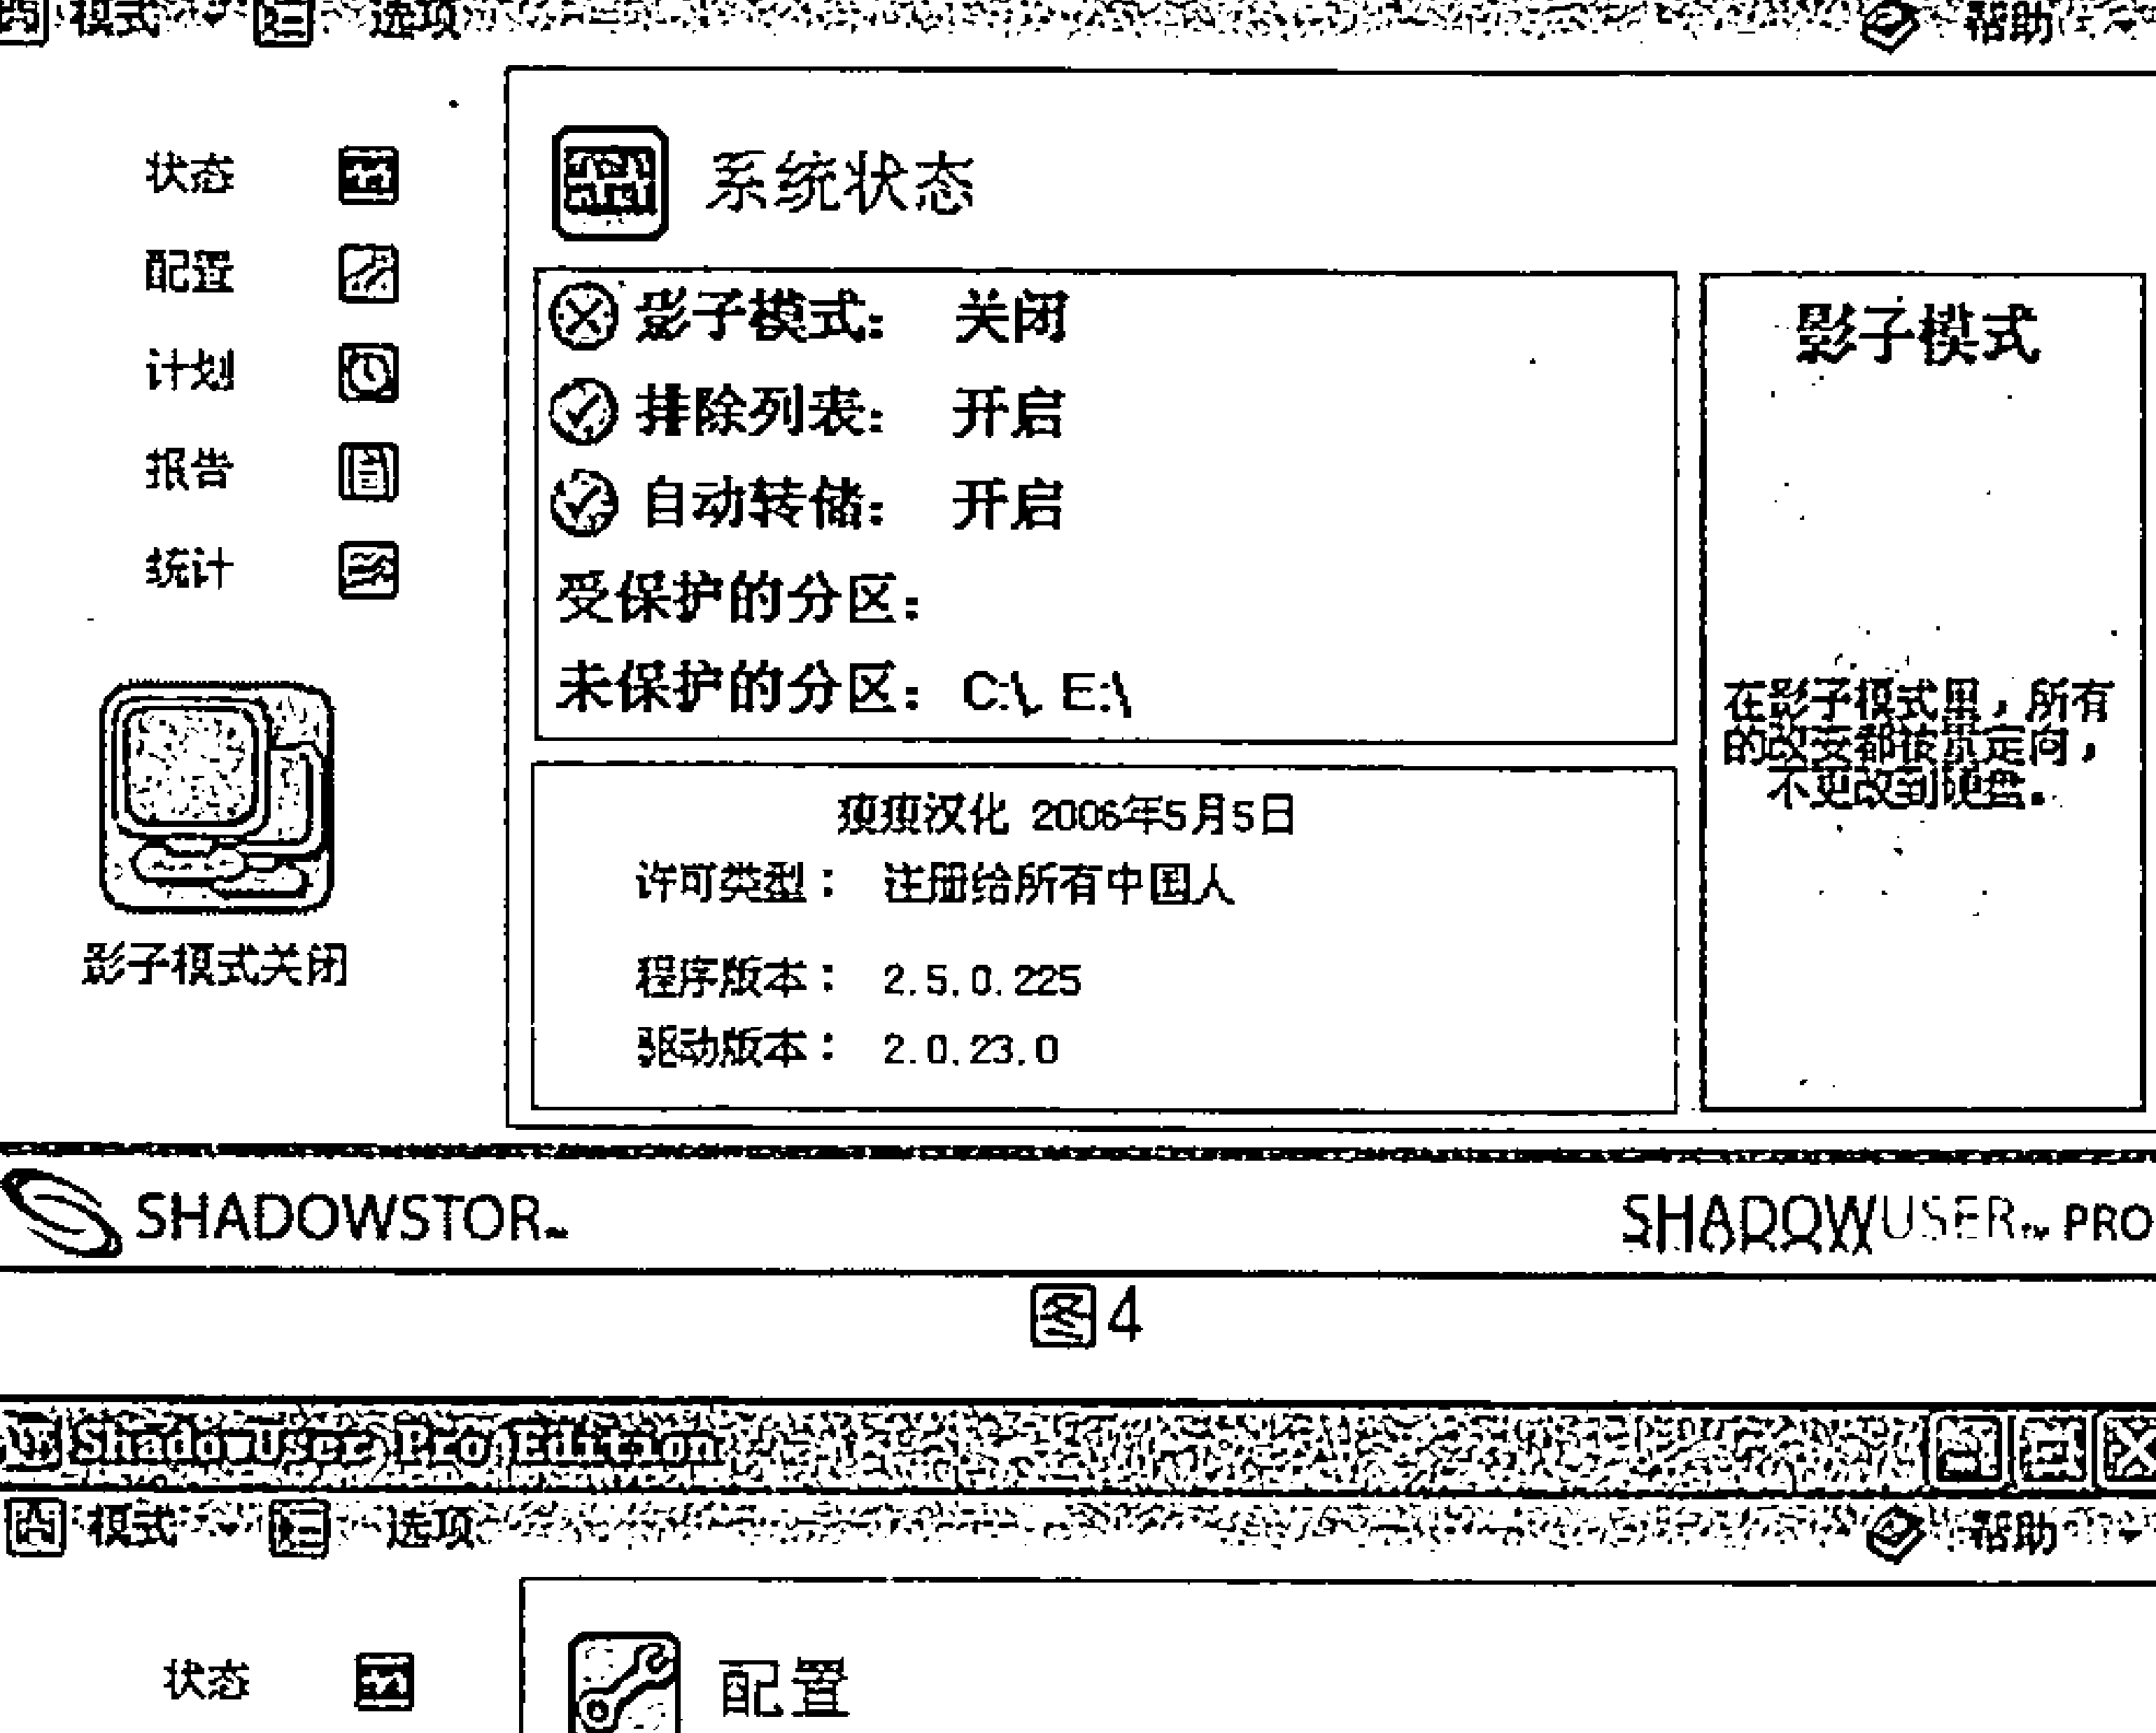 模式 选项 帮助
状态
配置
计划
报告
统计
影子模式关闭
系统状态
影子模式： 关闭
排除列表： 开启
自动转储： 开启
受保护的分区：
未保护的分区： C:\, E:\
瘦瘦汉化 2006年5月5日
许可类型： 注册给所有中国人
程序版本： 2.5.0.225
驱动版本： 2.0.23.0
影子模式
在影子模式里，所有
的改变都被重定向，
不更改到硬盘。
SHADOWSTOR™
SHADOWUSER™ PRO
图4
ShadowUser Pro Edition
模式 选项 帮助
状态
配置